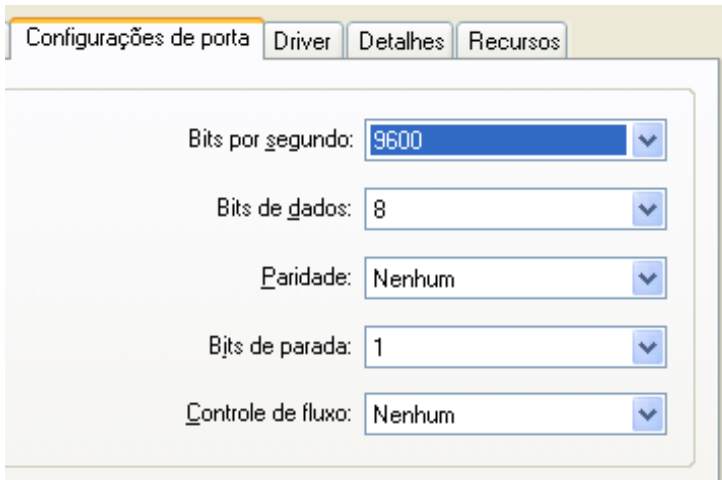 Configurações de porta Driver Detalhes Recursos
Bits por segundo: 9600
Bits de dados: 8
Paridade: Nenhum
Bits de parada: 1
Controle de fluxo: Nenhum